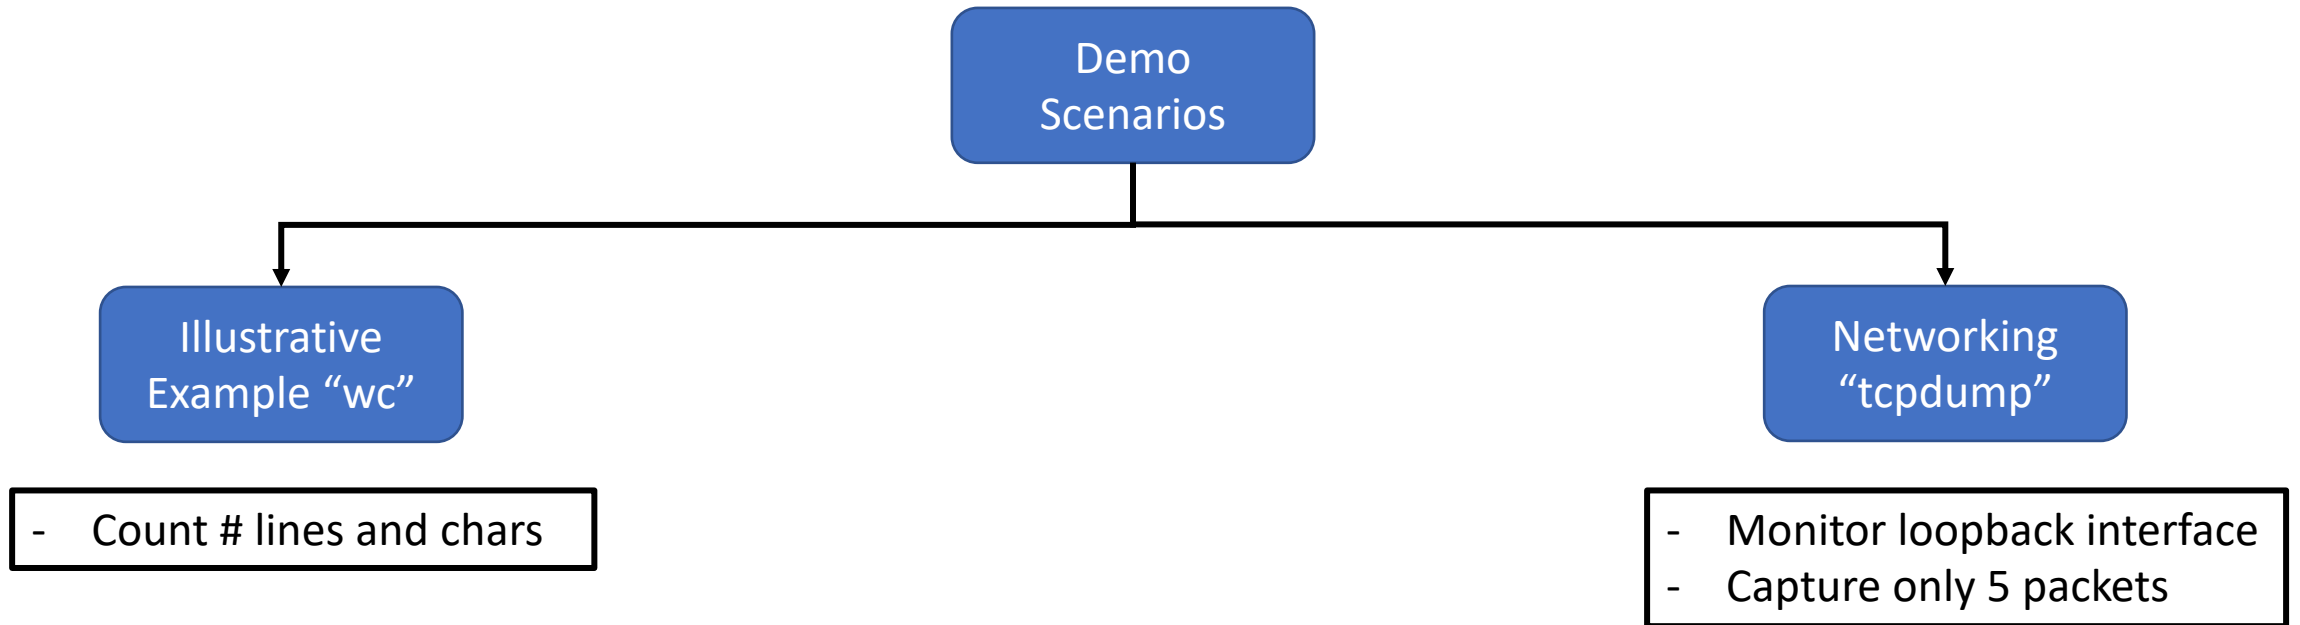 Demo
Scenarios
Illustrative
Example “wc”
Networking
“tcpdump”
- Count # lines and chars
- Monitor loopback interface
- Capture only 5 packets